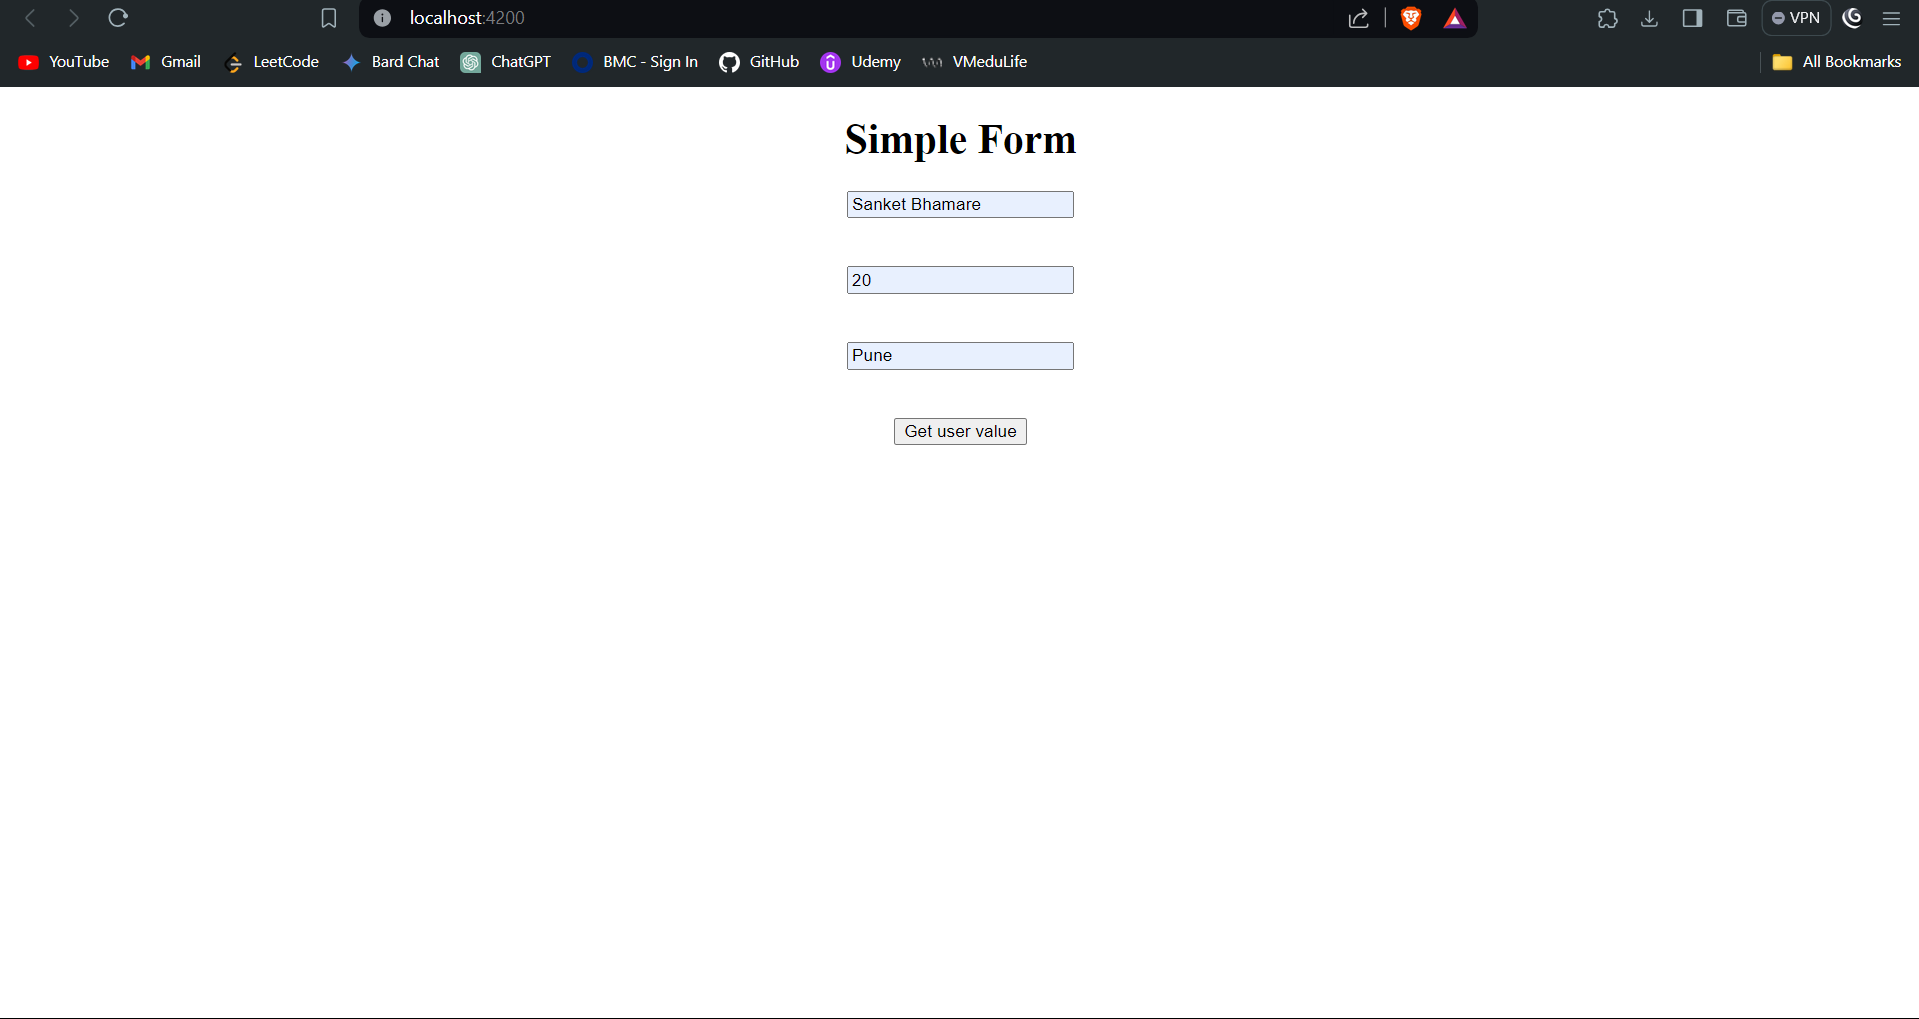 localhost:4200
VPN
YouTube Gmail LeetCode Bard Chat ChatGPT BMC - Sign In GitHub Udemy VMeduLife All Bookmarks
Simple Form
Sanket Bhamare
20
Pune
Get user value